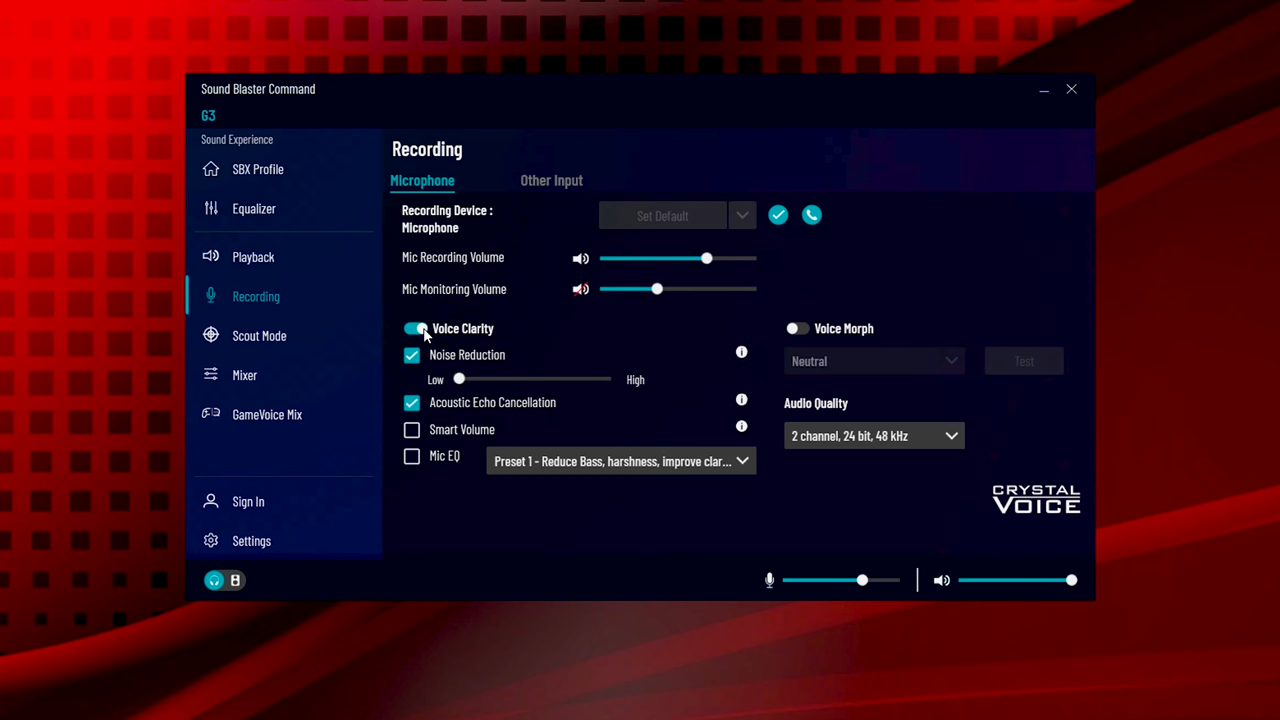 Sound Blaster Command
G3
Sound Experience
SBX Profile
Equalizer
Playback
Recording
Scout Mode
Mixer
GameVoice Mix
Sign In
Settings
Recording
Microphone
Other Input
Recording Device :
Microphone
Set Default
Mic Recording Volume
Mic Monitoring Volume
Voice Clarity
Noise Reduction
Low
High
Acoustic Echo Cancellation
Smart Volume
Mic EQ
Preset 1 - Reduce Bass, harshness, improve clar...
Voice Morph
Neutral
Test
Audio Quality
2 channel, 24 bit, 48 kHz
CRYSTAL
VOICE